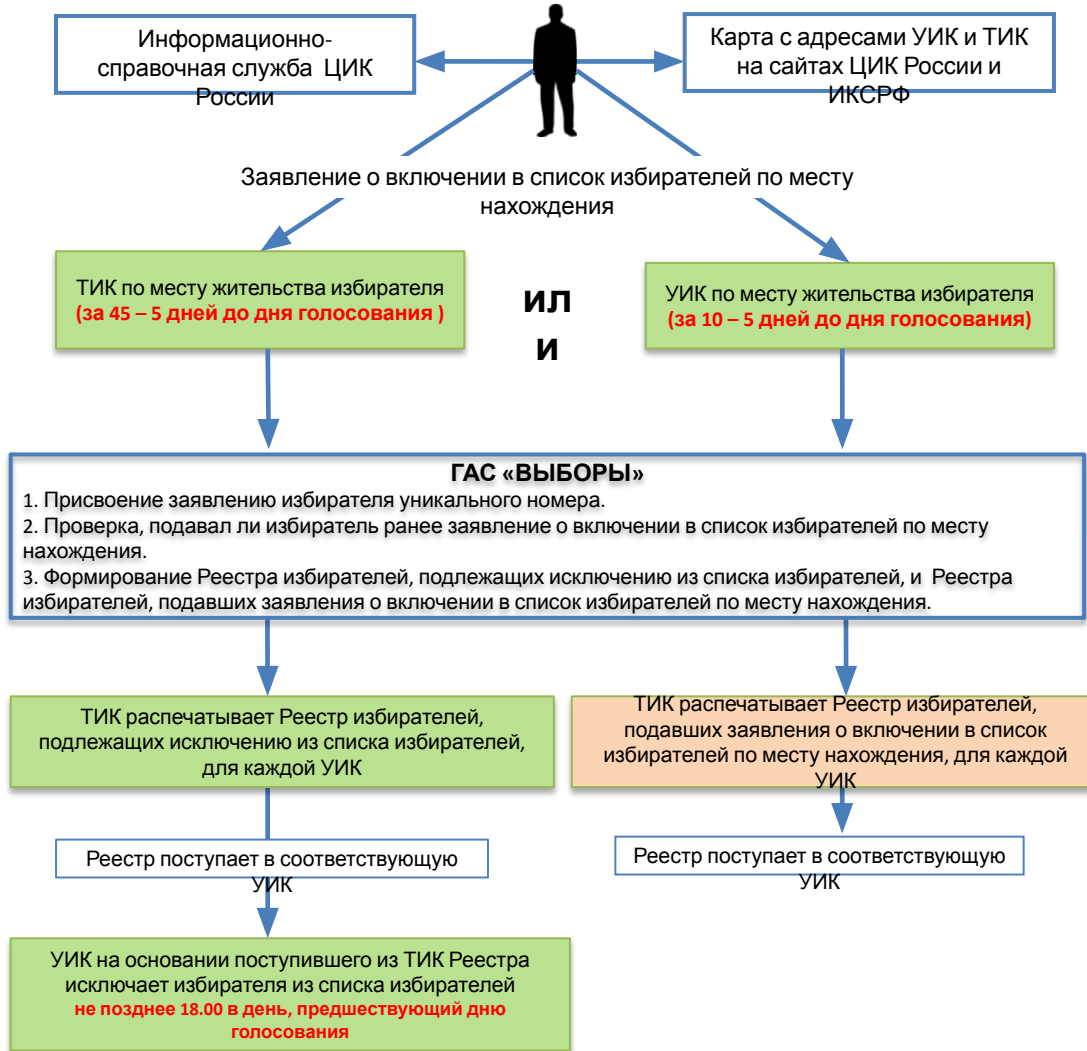 Информационно-
справочная служба ЦИК
России
Карта с адресами УИК и ТИК
на сайтах ЦИК России и
ИКСРФ
Заявление о включении в список избирателей по месту
нахождения
ТИК по месту жительства избирателя
(за 45 – 5 дней до дня голосования )
ИЛ
И
УИК по месту жительства избирателя
(за 10 – 5 дней до дня голосования)
ГАС «ВЫБОРЫ»
1. Присвоение заявлению избирателя уникального номера.
2. Проверка, подавал ли избиратель ранее заявление о включении в список избирателей по месту
нахождения.
3. Формирование Реестра избирателей, подлежащих исключению из списка избирателей, и Реестра
избирателей, подавших заявления о включении в список избирателей по месту нахождения.
ТИК распечатывает Реестр избирателей,
подлежащих исключению из списка избирателей,
для каждой УИК
ТИК распечатывает Реестр избирателей,
подавших заявления о включении в список
избирателей по месту нахождения, для каждой
УИК
Реестр поступает в соответствующую
УИК
Реестр поступает в соответствующую
УИК
УИК на основании поступившего из ТИК Реестра
исключает избирателя из списка избирателей
не позднее 18.00 в день, предшествующий дню
голосования